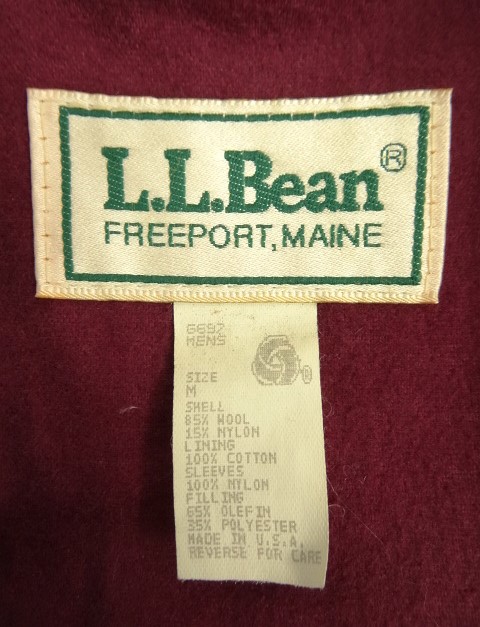 L.L.Bean®
FREEPORT, MAINE
6697
MENS
®
SIZE
M
SHELL
85% WOOL
15% NYLON
LINING
100% COTTON
SLEEVES
100% NYLON
FILLING
65% OLEFIN
35% POLYESTER
MADE IN U.S.A.
REVERSE FOR CARE